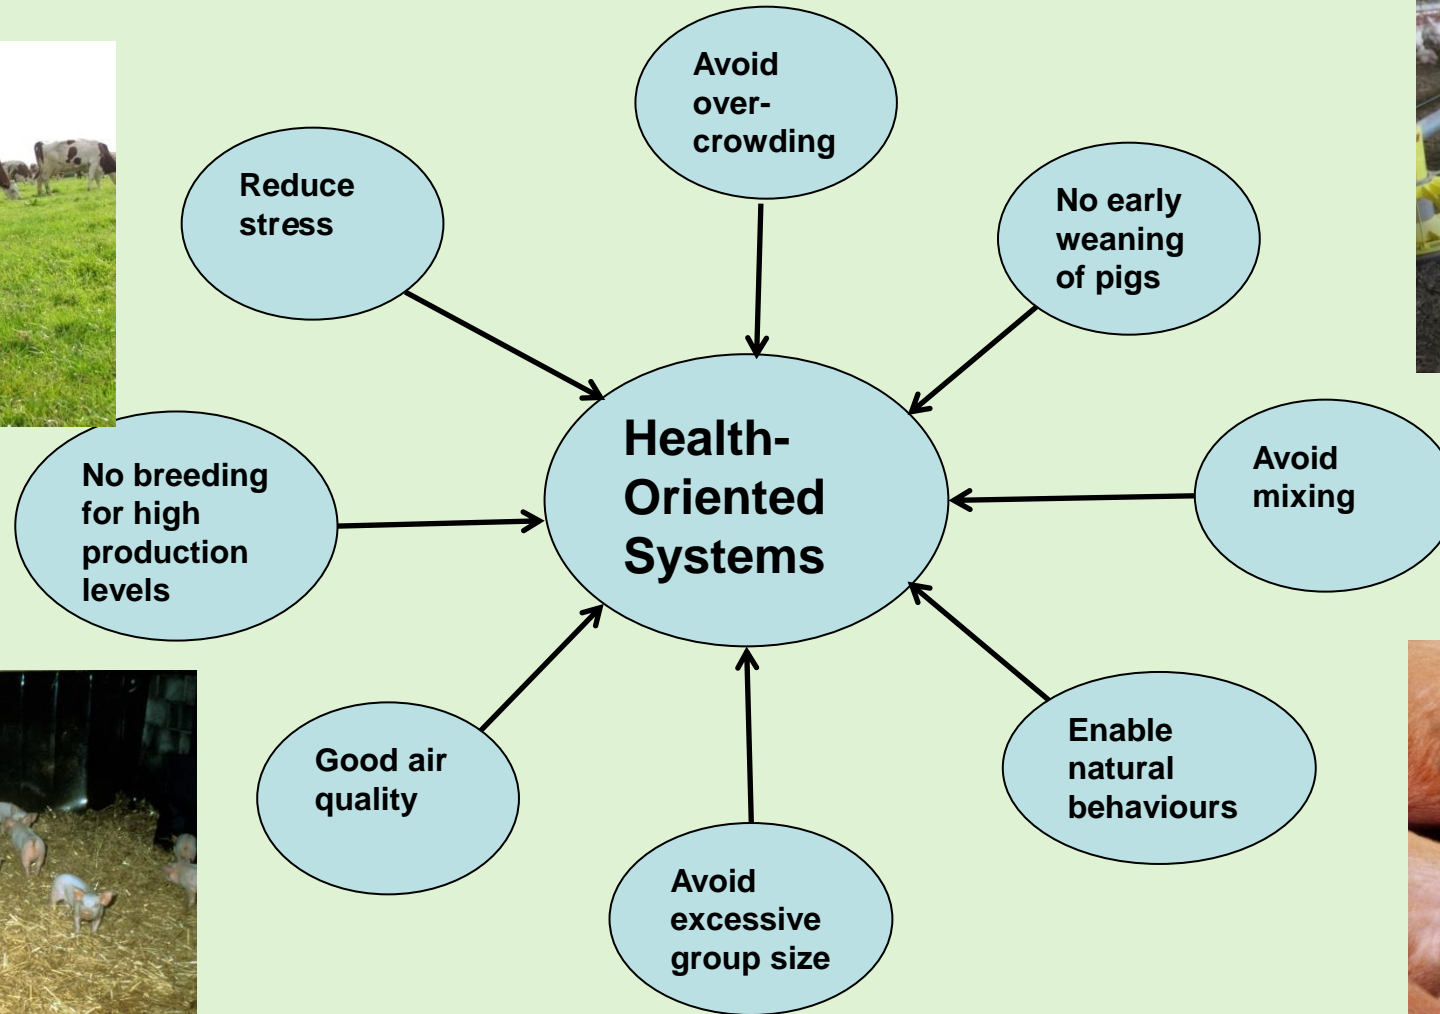 Avoid
over-
crowding
Reduce
stress
No early
weaning
of pigs
Health-
Oriented
Systems
Avoid
mixing
No breeding
for high
production
levels
Enable
natural
behaviours
Good air
quality
Avoid
excessive
group size